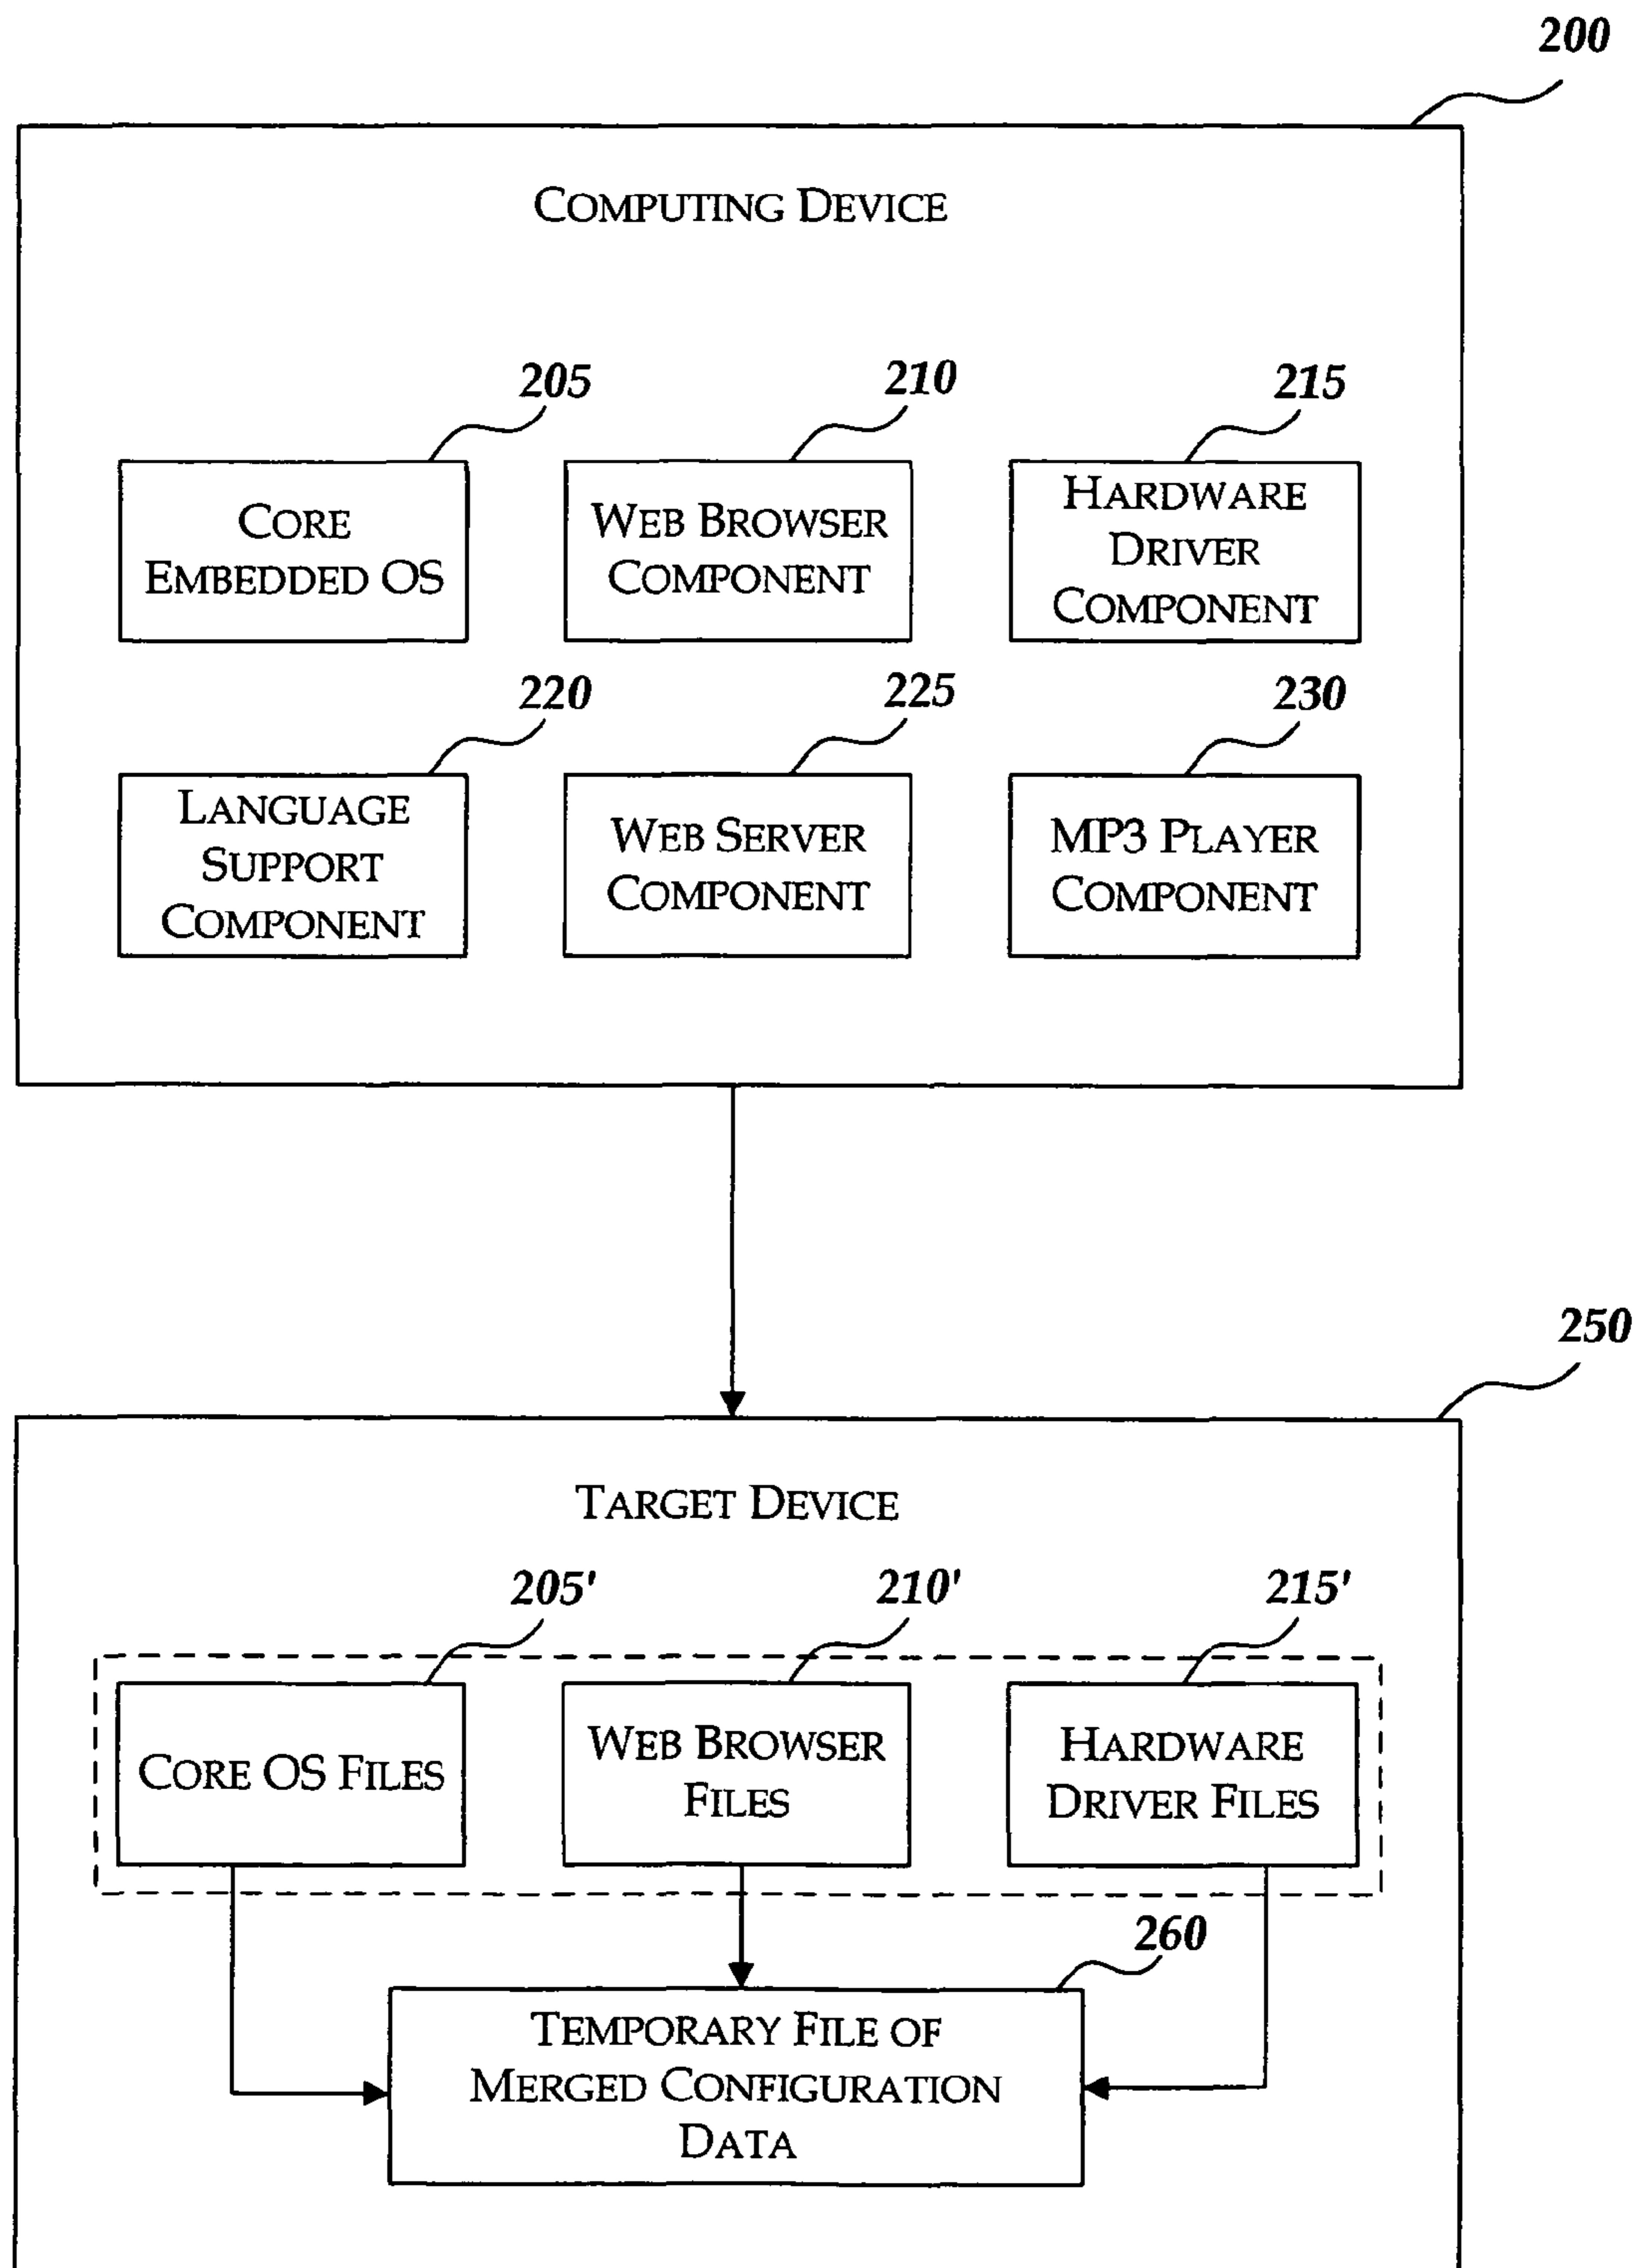 200
COMPUTING DEVICE
205
210
215
CORE
EMBEDDED OS
WEB BROWSER
COMPONENT
HARDWARE
DRIVER
COMPONENT
220
225
230
LANGUAGE
SUPPORT
COMPONENT
WEB SERVER
COMPONENT
MP3 PLAYER
COMPONENT
250
TARGET DEVICE
205'
210'
215'
CORE OS FILES
WEB BROWSER
FILES
HARDWARE
DRIVER FILES
260
TEMPORARY FILE OF
MERGED CONFIGURATION
DATA